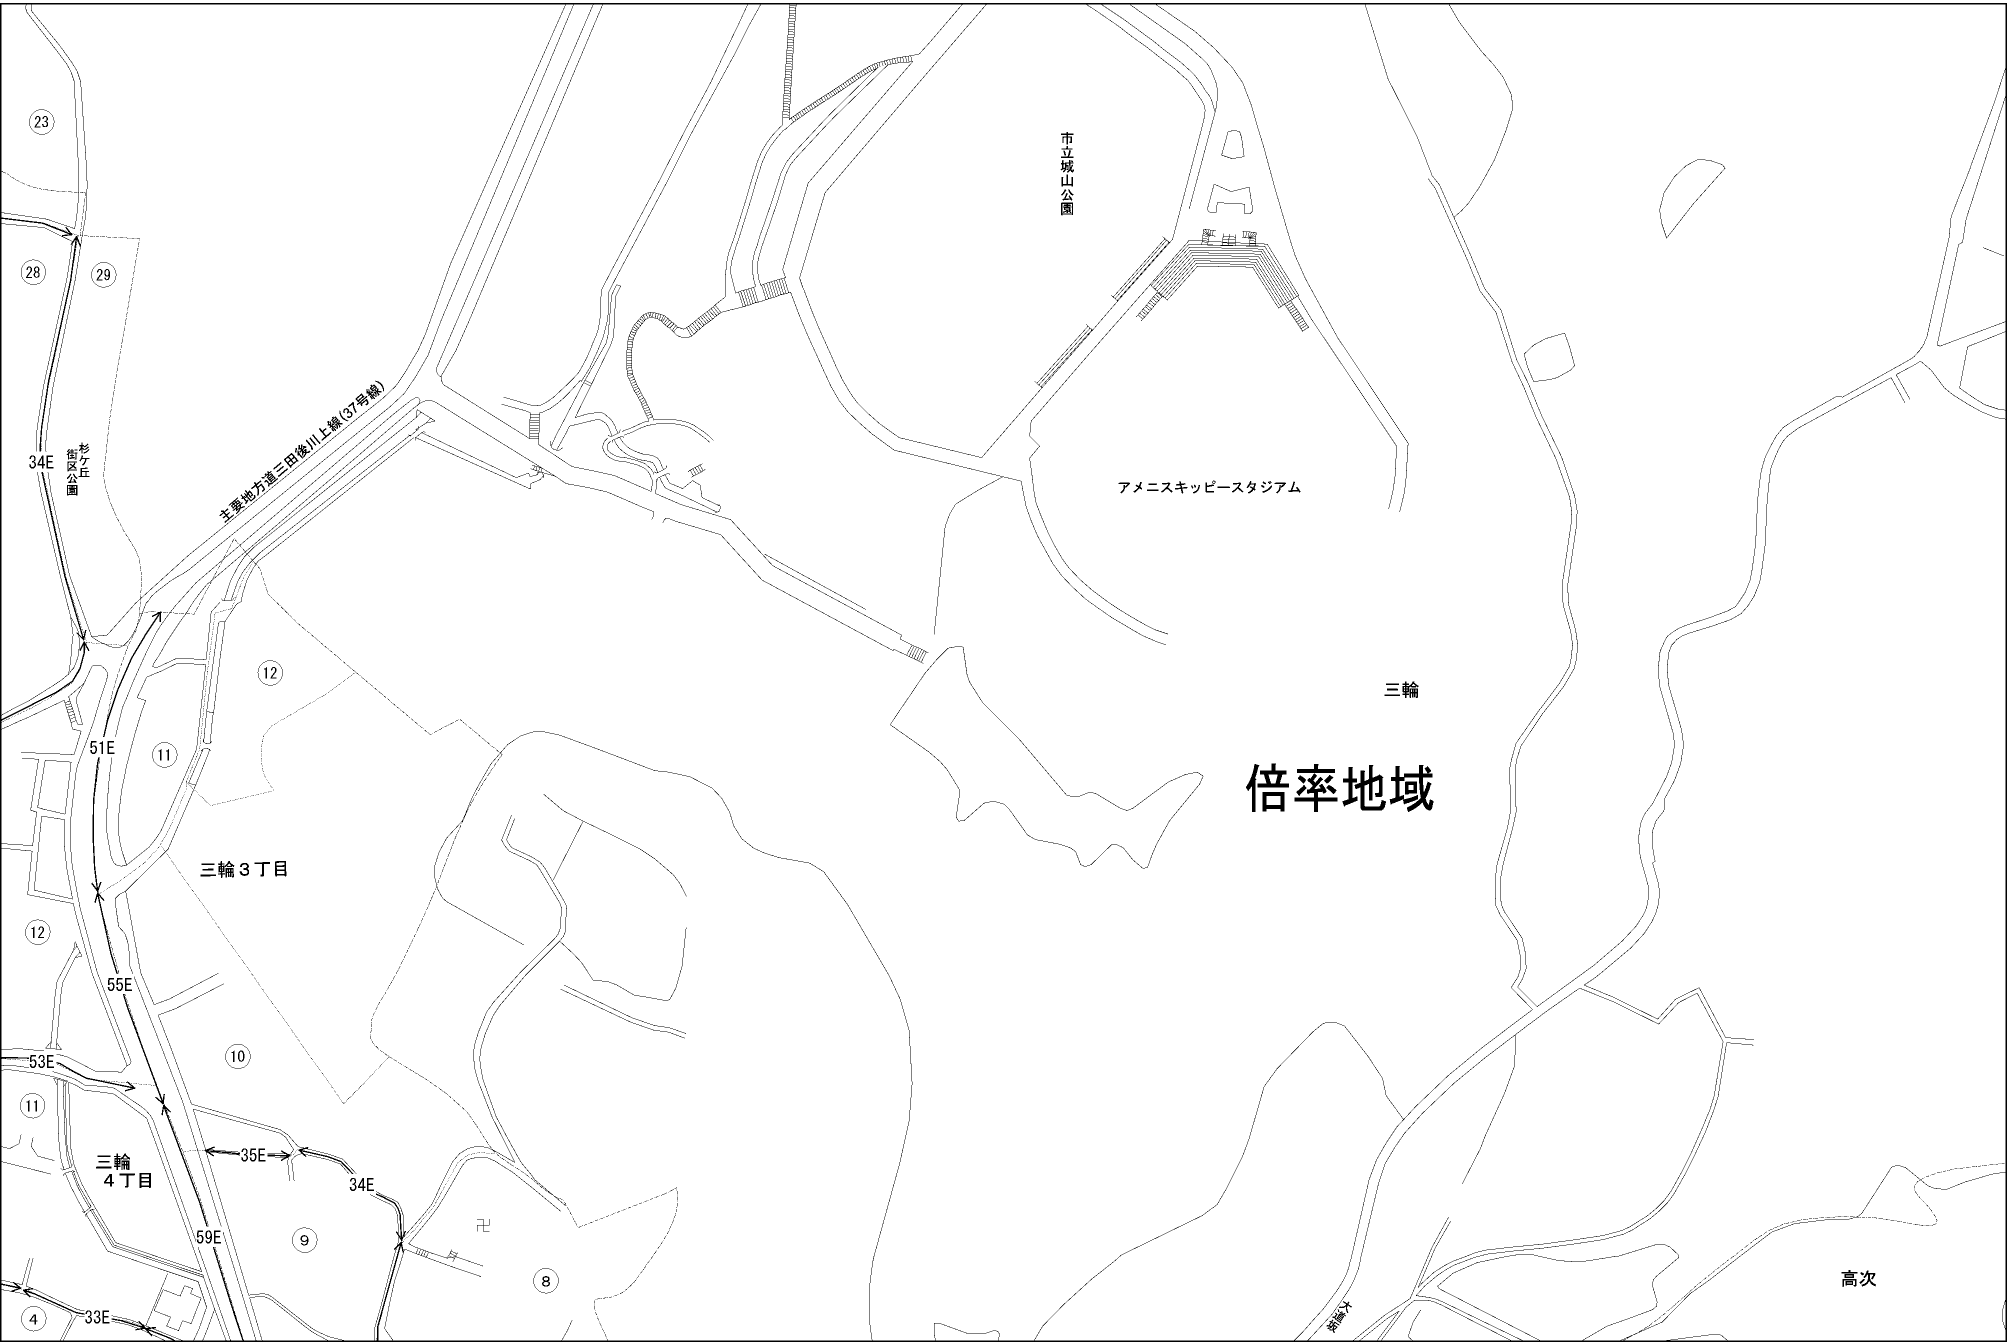 23
市立城山公園
28
29
主要地方道三田後川上線(37号線)
34E
杉ケ丘
街区公園
アメニスキッピースタジアム
12
三輪
51E
11
倍率地域
三輪３丁目
12
55E
53E
10
11
35E
三輪
４丁目
34E
59E
9
8
高次
4
33E
大道坂